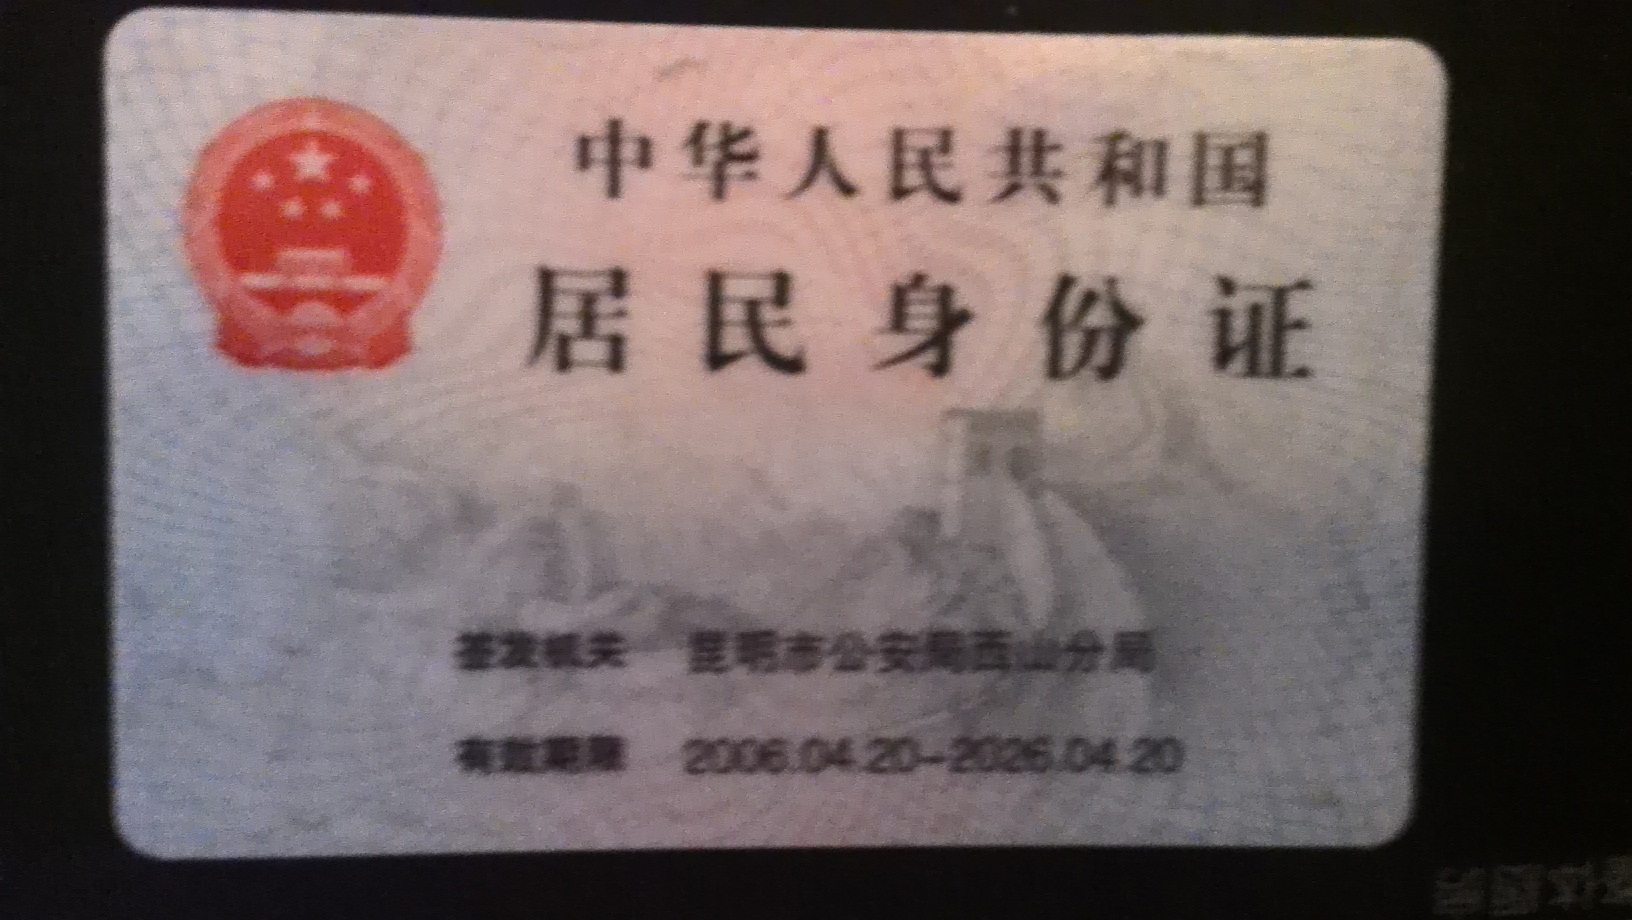 中华人民共和国
居民身份证
签发机关 昆明市公安局西山分局
有效期限 2006.04.20-2026.04.20